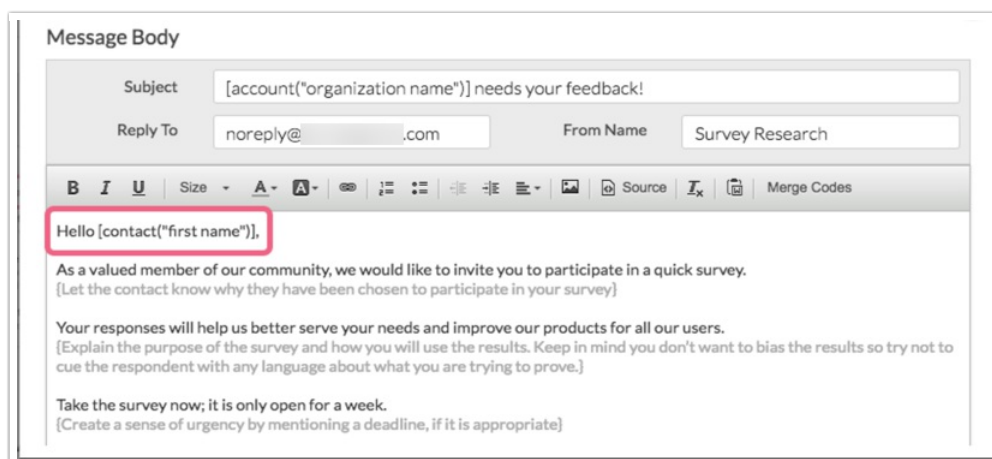 Message Body
Subject [account("organization name")] needs your feedback!
Reply To noreply@ .com From Name Survey Research
B I U Size A A Source Tx Merge Codes
Hello [contact("first name")],
As a valued member of our community, we would like to invite you to participate in a quick survey.
{Let the contact know why they have been chosen to participate in your survey}
Your responses will help us better serve your needs and improve our products for all our users.
{Explain the purpose of the survey and how you will use the results. Keep in mind you don't want to bias the results so try not to
cue the respondent with any language about what you are trying to prove.}
Take the survey now; it is only open for a week.
{Create a sense of urgency by mentioning a deadline, if it is appropriate}